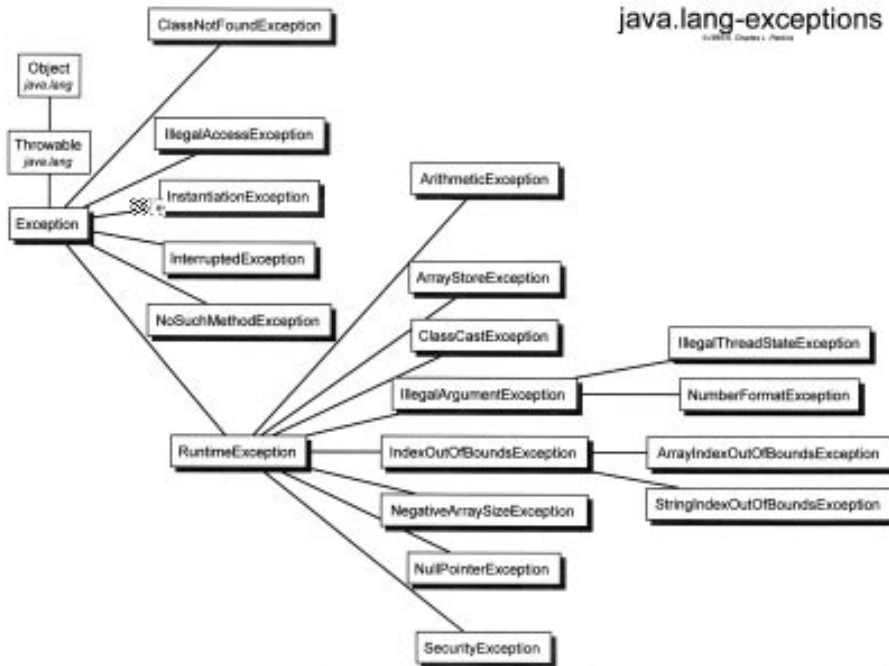 java.lang-exceptions
ClassNotFoundException
Object
java.lang
Throwable
java.lang
IllegalAccessException
InstantiationException
Exception
InterruptedException
NoSuchMethodException
ArithmeticException
ArrayStoreException
ClassCastException
IllegalThreadStateException
IllegalArgumentException
NumberFormatException
RuntimeException
IndexOutOfBoundsException
ArrayIndexOutOfBoundsException
NegativeArraySizeException
StringIndexOutOfBoundsException
NullPointerException
SecurityException